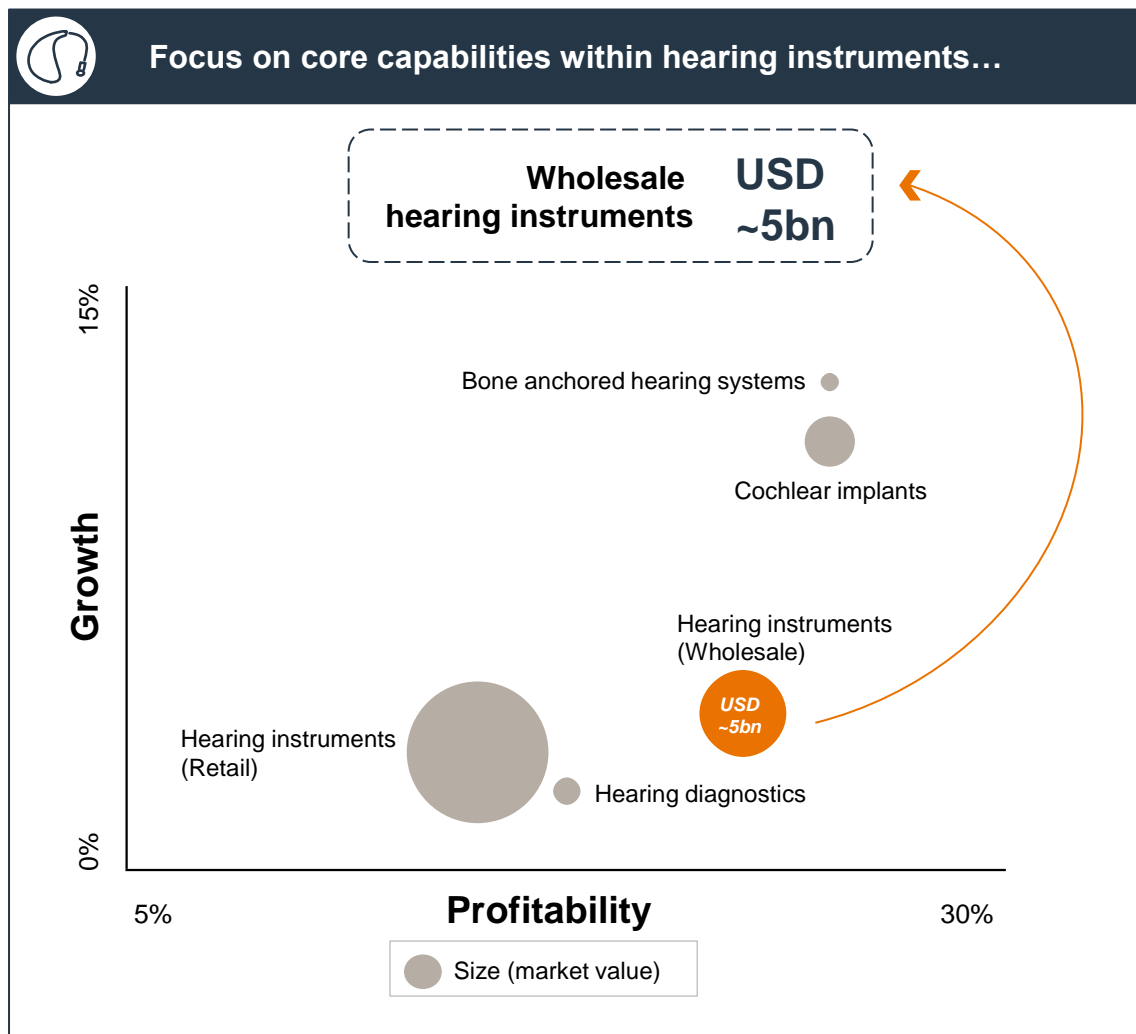 Focus on core capabilities within hearing instruments…
Wholesale
hearing instruments
USD
~5bn
15%
Bone anchored hearing systems
Cochlear implants
Growth
Hearing instruments
(Wholesale)
USD
~5bn
Hearing instruments
(Retail)
Hearing diagnostics
0%
5%
Profitability
30%
Size (market value)